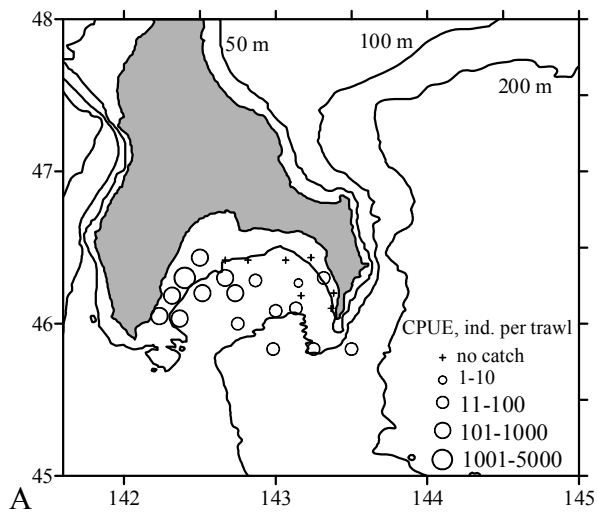 48
50 m
100 m
200 m
47
46
CPUE, ind. per trawl
no catch
1-10
11-100
101-1000
1001-5000
45
A
142
143
144
145